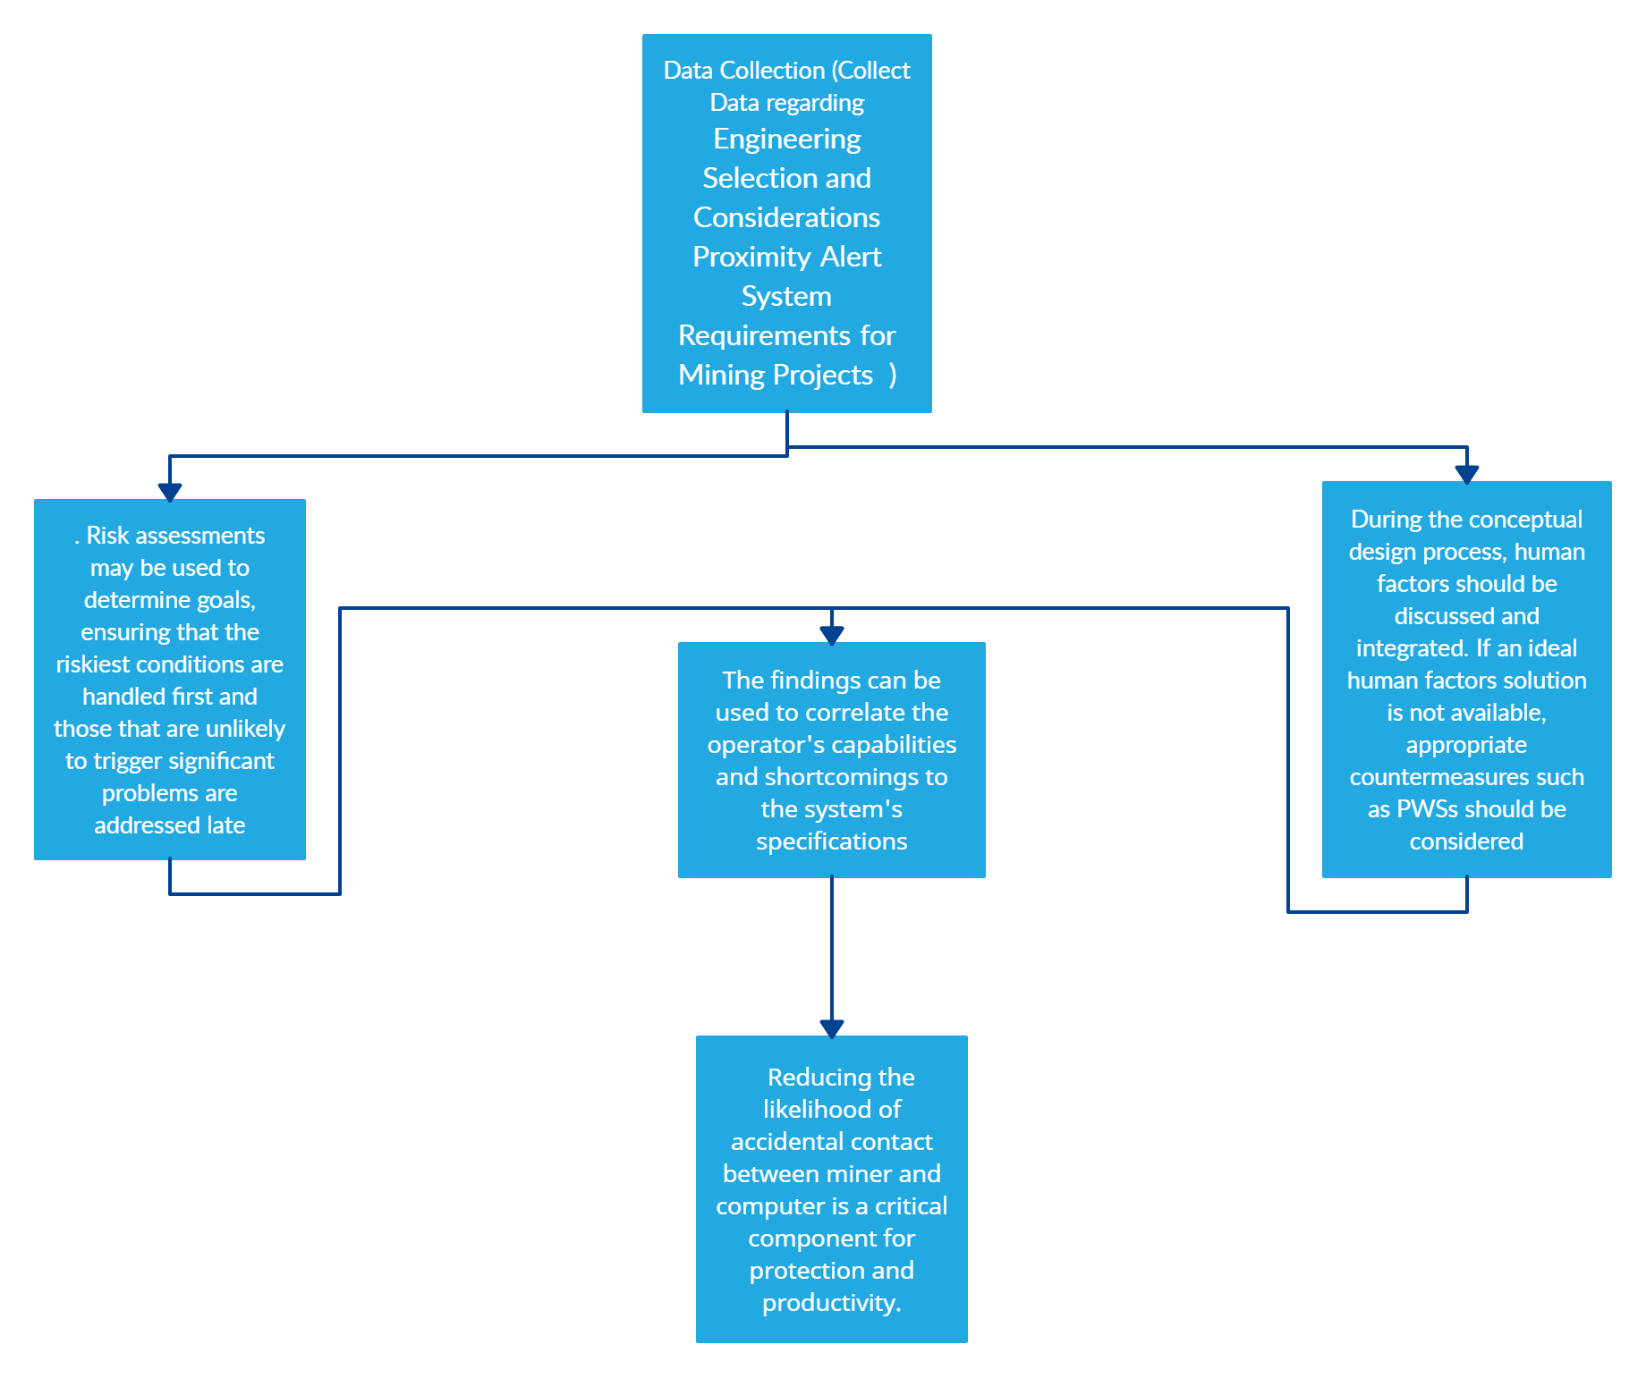 Data Collection (Collect
Data regarding
Engineering
Selection and
Considerations
Proximity Alert
System
Requirements for
Mining Projects )
. Risk assessments
may be used to
determine goals,
ensuring that the
riskiest conditions are
handled first and
those that are unlikely
to trigger significant
problems are
addressed late
The findings can be
used to correlate the
operator's capabilities
and shortcomings to
the system's
specifications
During the conceptual
design process, human
factors should be
discussed and
integrated. If an ideal
human factors solution
is not available,
appropriate
countermeasures such
as PWSs should be
considered
Reducing the
likelihood of
accidental contact
between miner and
computer is a critical
component for
protection and
productivity.